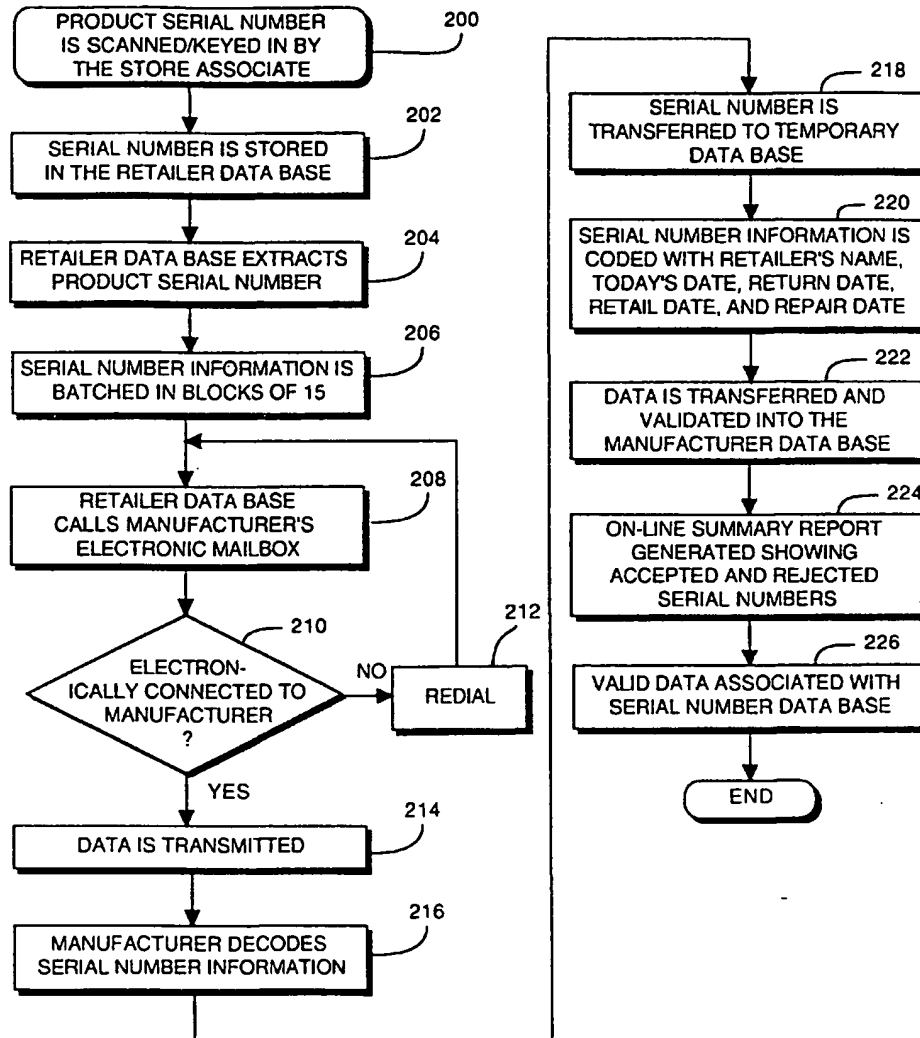 PRODUCT SERIAL NUMBER
IS SCANNED/KEYED IN BY
THE STORE ASSOCIATE
200
SERIAL NUMBER IS STORED
IN THE RETAILER DATA BASE
202
RETAILER DATA BASE EXTRACTS
PRODUCT SERIAL NUMBER
204
SERIAL NUMBER INFORMATION IS
BATCHED IN BLOCKS OF 15
206
RETAILER DATA BASE
CALLS MANUFACTURER'S
ELECTRONIC MAILBOX
208
ELECTRON-
ICALLY CONNECTED TO
MANUFACTURER
?
210
NO
REDIAL
212
YES
DATA IS TRANSMITTED
214
MANUFACTURER DECODES
SERIAL NUMBER INFORMATION
216
SERIAL NUMBER IS
TRANSFERRED TO TEMPORARY
DATA BASE
218
SERIAL NUMBER INFORMATION IS
CODED WITH RETAILER'S NAME,
TODAY'S DATE, RETURN DATE,
RETAIL DATE, AND REPAIR DATE
220
DATA IS TRANSFERRED AND
VALIDATED INTO THE
MANUFACTURER DATA BASE
222
ON-LINE SUMMARY REPORT
GENERATED SHOWING
ACCEPTED AND REJECTED
SERIAL NUMBERS
224
VALID DATA ASSOCIATED WITH
SERIAL NUMBER DATA BASE
226
END